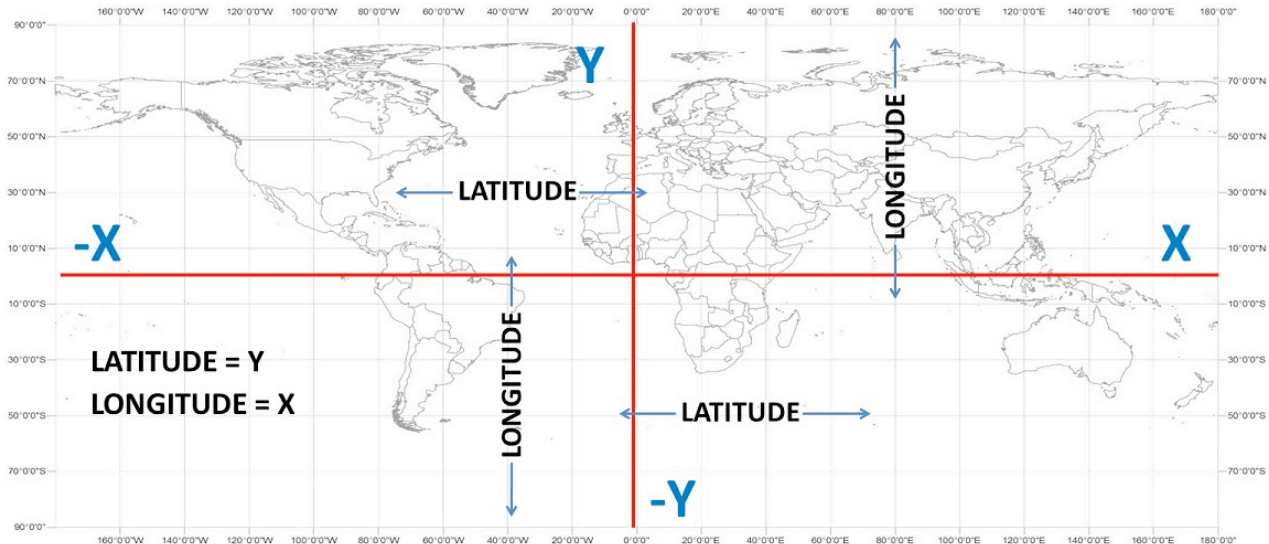 160°0'0"W 140°0'0"W 120°0'0"W 100°0'0"W 80°0'0"W 60°0'0"W 40°0'0"W 20°0'0"W 0°0'0" 20°0'0"E 40°0'0"E 60°0'0"E 80°0'0"E 100°0'0"E 120°0'0"E 140°0'0"E 160°0'0"E 180°0'0"
90°0'0"
Y
70°0'0"N 70°0'0"N
LONGITUDE
50°0'0"N 50°0'0"N
30°0'0"N LATITUDE 30°0'0"N
-X X
10°0'0"N 10°0'0"N
10°0'0"S 10°0'0"S
LATITUDE = Y
30°0'0"S 30°0'0"S
LONGITUDE
LONGITUDE = X
50°0'0"S LATITUDE 50°0'0"S
70°0'0"S 70°0'0"S
-Y
90°0'0"
160°0'0"W 140°0'0"W 120°0'0"W 100°0'0"W 80°0'0"W 60°0'0"W 40°0'0"W 20°0'0"W 0°0'0" 20°0'0"E 40°0'0"E 60°0'0"E 80°0'0"E 100°0'0"E 120°0'0"E 140°0'0"E 160°0'0"E 180°0'0"